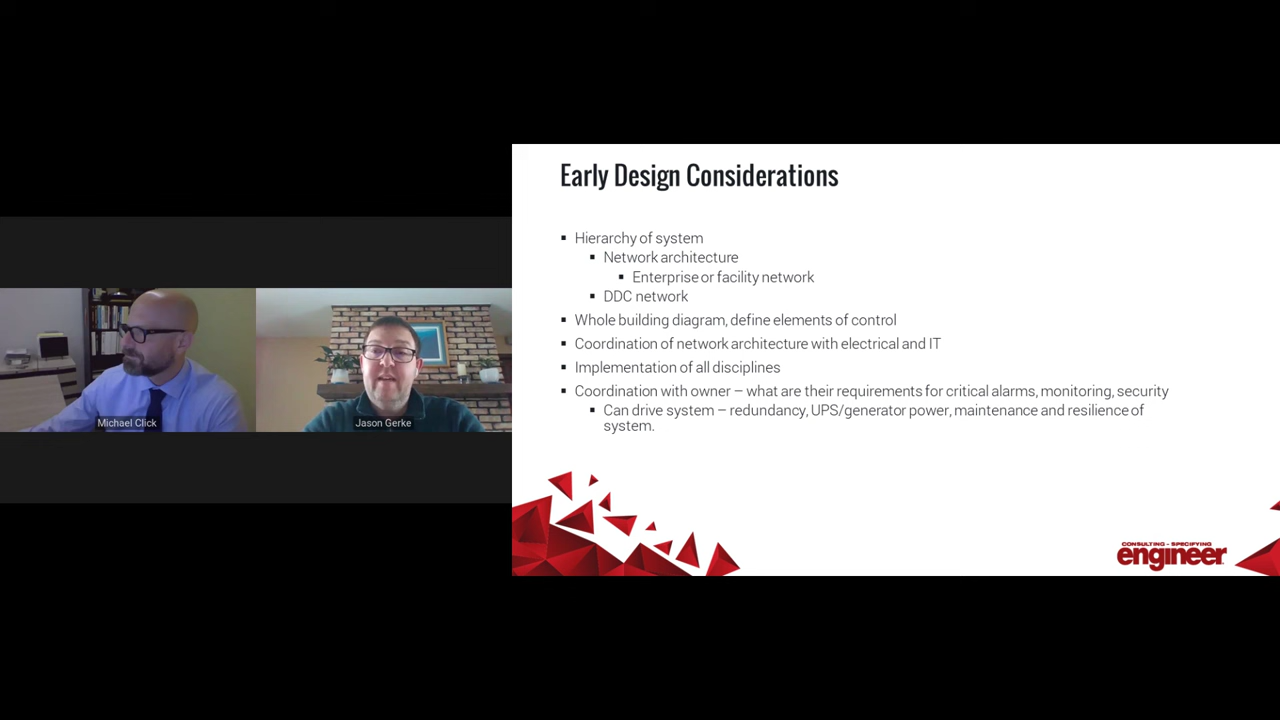 Early Design Considerations
Hierarchy of system
Network architecture
Enterprise or facility network
DDC network
Whole building diagram, define elements of control
Coordination of network architecture with electrical and IT
Implementation of all disciplines
Coordination with owner – what are their requirements for critical alarms, monitoring, security
Can drive system – redundancy, UPS/generator power, maintenance and resilience of
system.
Michael Click
Jason Gerke
CONSULTING - SPECIFYING
engineer